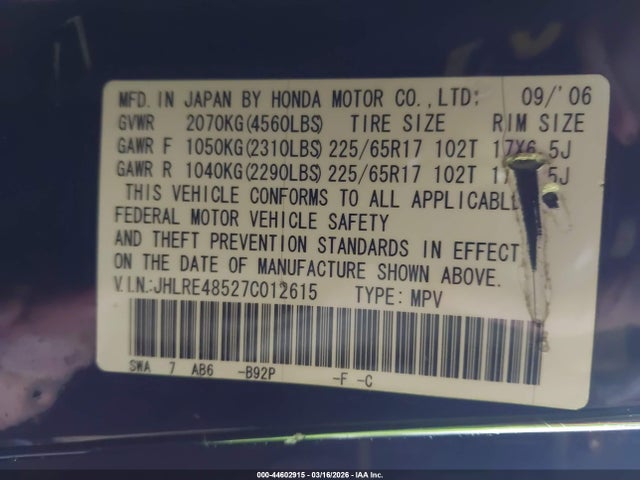 MFD. IN JAPAN BY HONDA MOTOR CO., LTD: 09/'06
GVWR 2070KG(4560LBS) TIRE SIZE RIM SIZE
GAWR F 1050KG(2310LBS) 225/65R17 102T 17X6.5J
GAWR R 1040KG(2290LBS) 225/65R17 102T
THIS VEHICLE CONFORMS TO ALL APPLICABLE
FEDERAL MOTOR VEHICLE SAFETY
AND THEFT PREVENTION STANDARDS IN EFFECT
ON THE DATE OF MANUFACTURE SHOWN ABOVE.
V.I.N.:JHLRE48527C012615 TYPE: MPV
SWA 7 AB6 -B92P -F -C
000-44602915 - 03/16/2026 - IAA Inc.